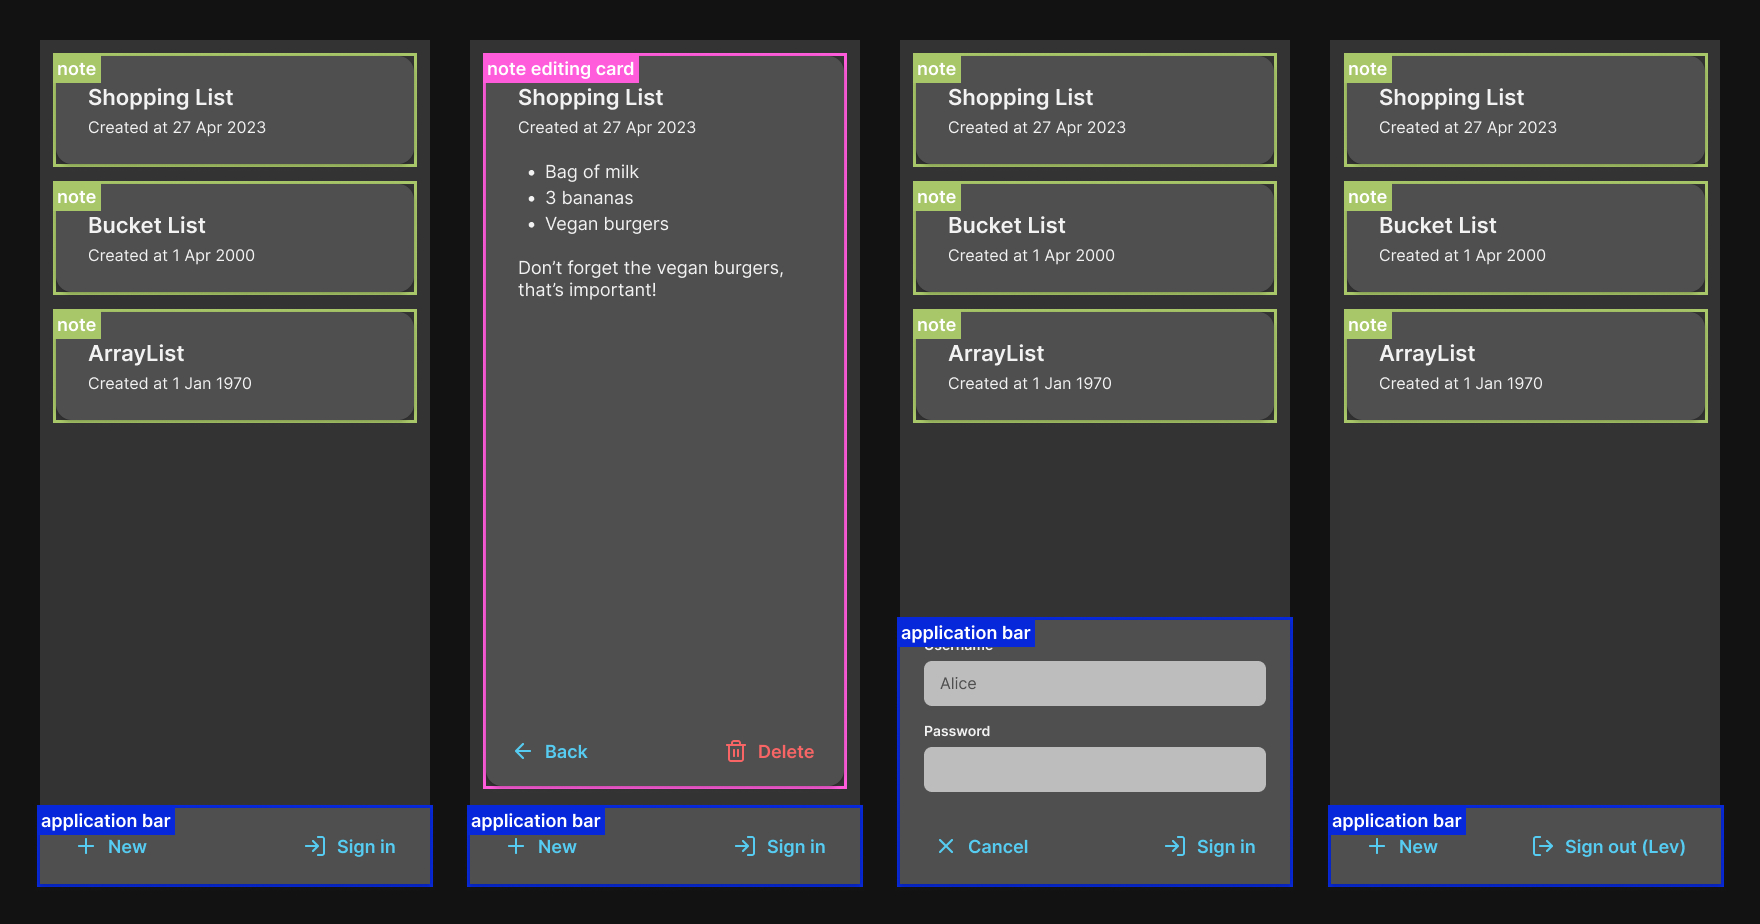 note
Shopping List
Created at 27 Apr 2023
note
Bucket List
Created at 1 Apr 2000
note
ArrayList
Created at 1 Jan 1970
application bar
New
Sign in
note editing card
Shopping List
Created at 27 Apr 2023
• Bag of milk
• 3 bananas
• Vegan burgers
Don’t forget the vegan burgers,
that’s important!
Back
Delete
application bar
New
Sign in
note
Shopping List
Created at 27 Apr 2023
note
Bucket List
Created at 1 Apr 2000
note
ArrayList
Created at 1 Jan 1970
application bar
Username
Alice
Password
Cancel
Sign in
note
Shopping List
Created at 27 Apr 2023
note
Bucket List
Created at 1 Apr 2000
note
ArrayList
Created at 1 Jan 1970
application bar
New
Sign out (Lev)